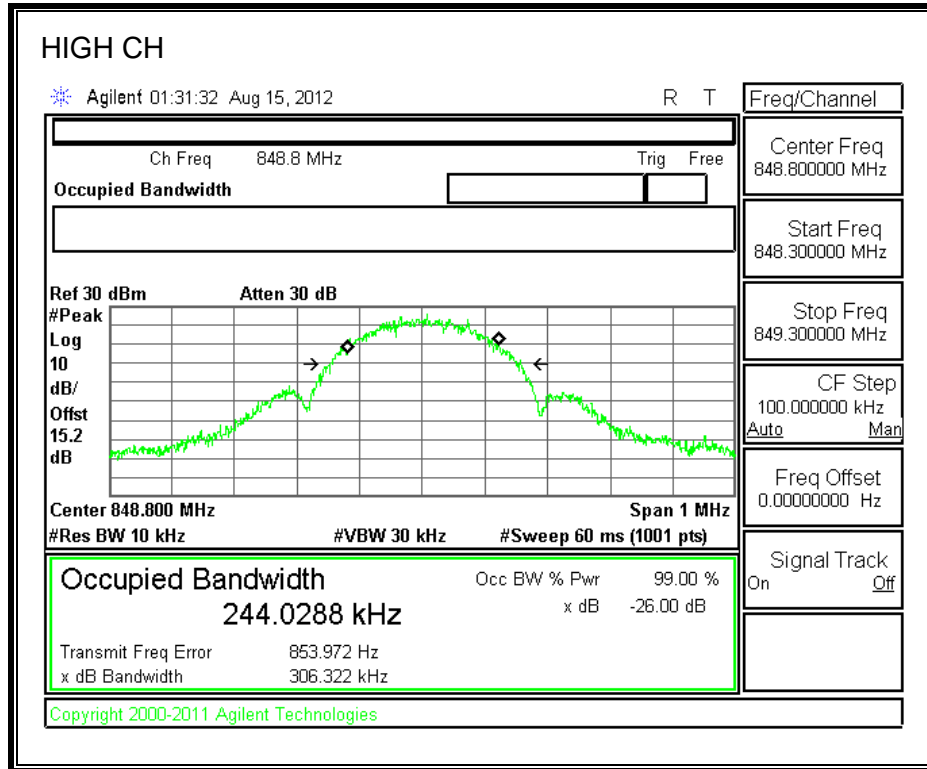 HIGH CH
Agilent 01:31:32 Aug 15, 2012 R T
Freq/Channel
Ch Freq 848.8 MHz Trig Free
Occupied Bandwidth
Center Freq
848.800000 MHz
Start Freq
848.300000 MHz
Stop Freq
849.300000 MHz
CF Step
100.000000 kHz
Auto Man
Freq Offset
0.00000000 Hz
Signal Track
On Off
Ref 30 dBm Atten 30 dB
#Peak
Log
10
dB/
Offst
15.2
dB
Center 848.800 MHz Span 1 MHz
#Res BW 10 kHz #VBW 30 kHz #Sweep 60 ms (1001 pts)
Occupied Bandwidth Occ BW % Pwr 99.00 %
244.0288 kHz x dB -26.00 dB
Transmit Freq Error 853.972 Hz
x dB Bandwidth 306.322 kHz
Copyright 2000-2011 Agilent Technologies